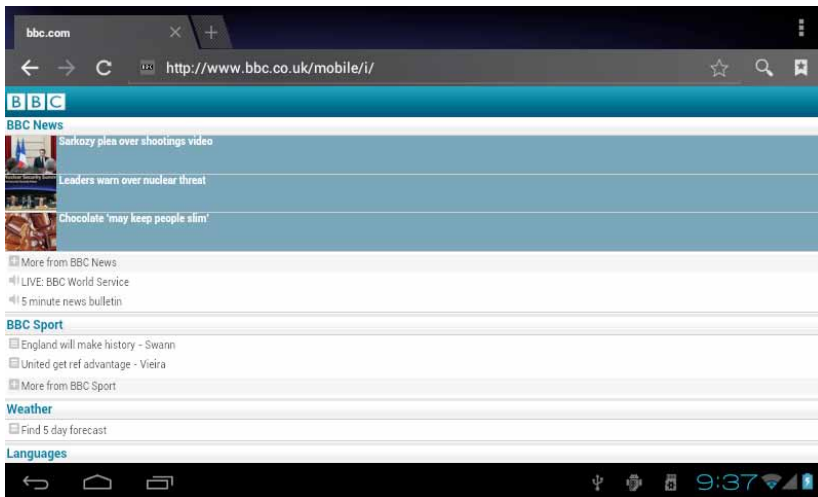 bbc.com
http://www.bbc.co.uk/mobile/i/
BBC
BBC News
Sarkozy plea over shootings video
Leaders warn over nuclear threat
Chocolate 'may keep people slim'
More from BBC News
LIVE: BBC World Service
5 minute news bulletin
BBC Sport
England will make history - Swann
United get ref advantage - Vieira
More from BBC Sport
Weather
Find 5 day forecast
Languages
9:37